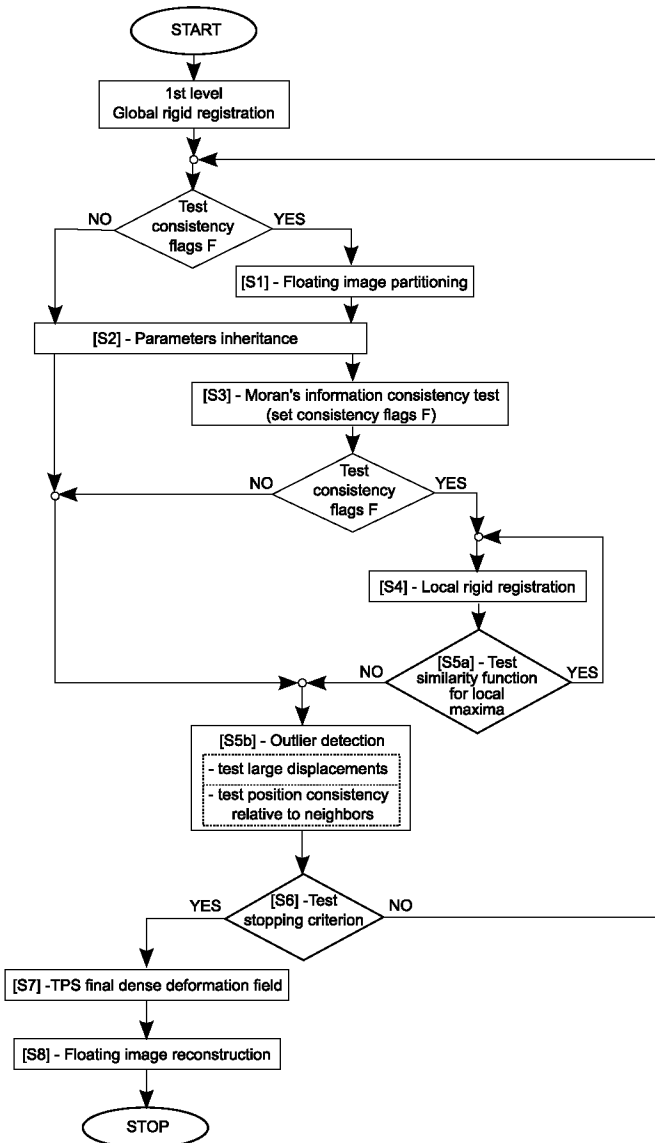 START
1st level
Global rigid registration
NO
Test
consistency
flags F
YES
[S1] - Floating image partitioning
[S2] - Parameters inheritance
[S3] - Moran's information consistency test
(set consistency flags F)
NO
Test
consistency
flags F
YES
[S4] - Local rigid registration
NO
[S5a] - Test
similarity function
for local
maxima
YES
[S5b] - Outlier detection
- test large displacements
- test position consistency
relative to neighbors
YES
[S6] -Test
stopping criterion
NO
[S7] -TPS final dense deformation field
[S8] - Floating image reconstruction
STOP